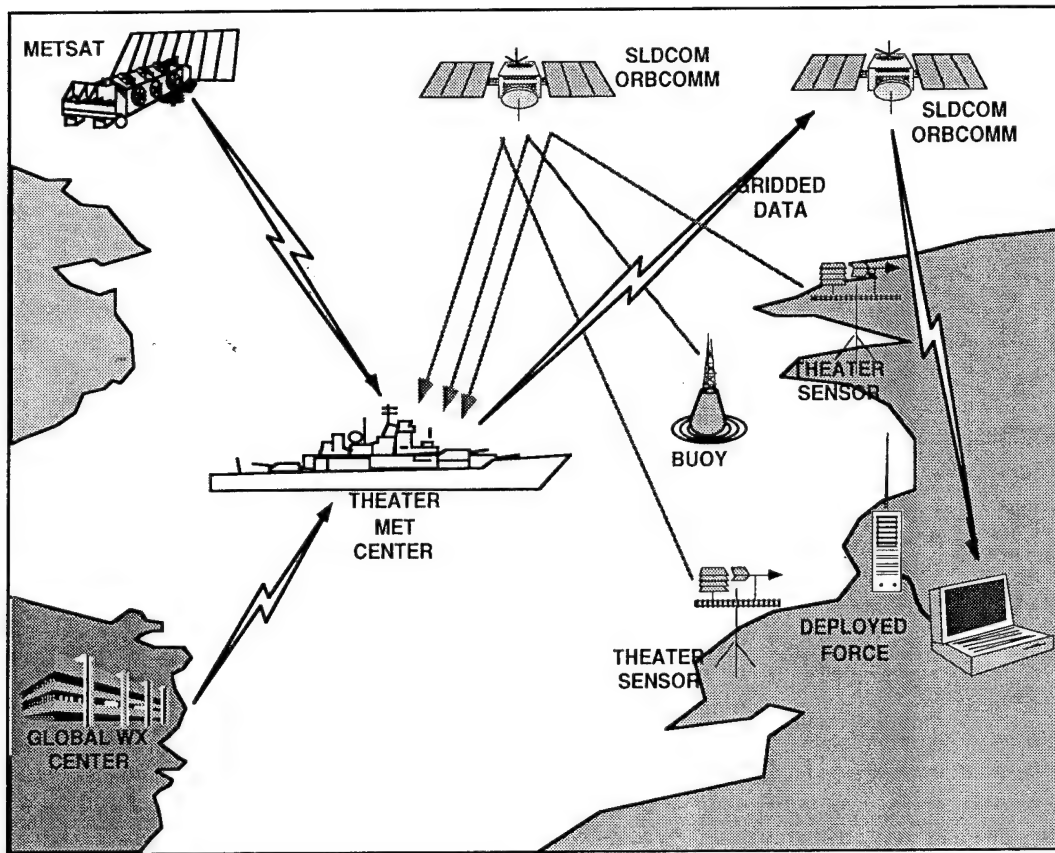 METSAT
SLDCOM
ORBCOMM
SLDCOM
ORBCOMM
GRIDDED
DATA
THEATER
SENSOR
BUOY
THEATER
MET
CENTER
THEATER
SENSOR
DEPLOYED
FORCE
GLOBAL WX
CENTER